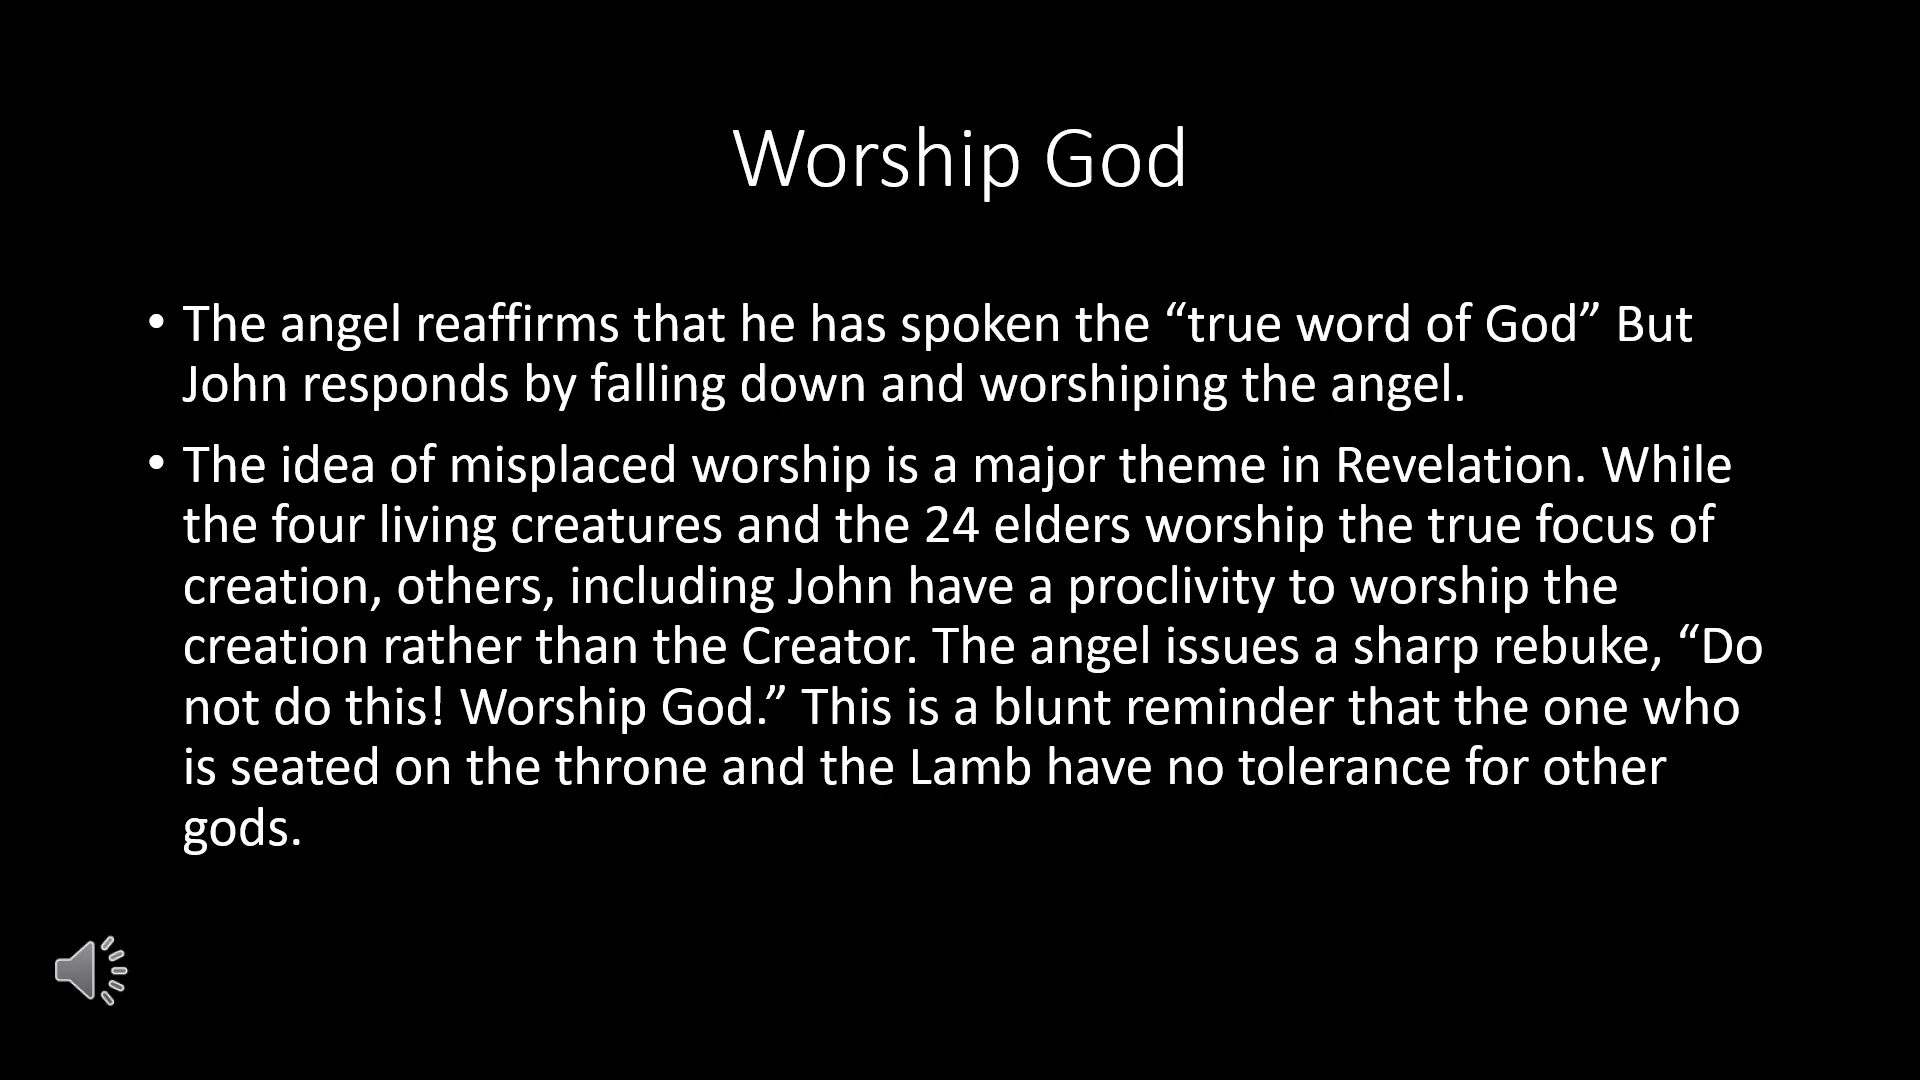 Worship God
• The angel reaffirms that he has spoken the “true word of God” But
John responds by falling down and worshiping the angel.
• The idea of misplaced worship is a major theme in Revelation. While
the four living creatures and the 24 elders worship the true focus of
creation, others, including John have a proclivity to worship the
creation rather than the Creator. The angel issues a sharp rebuke, “Do
not do this! Worship God.” This is a blunt reminder that the one who
is seated on the throne and the Lamb have no tolerance for other
gods.